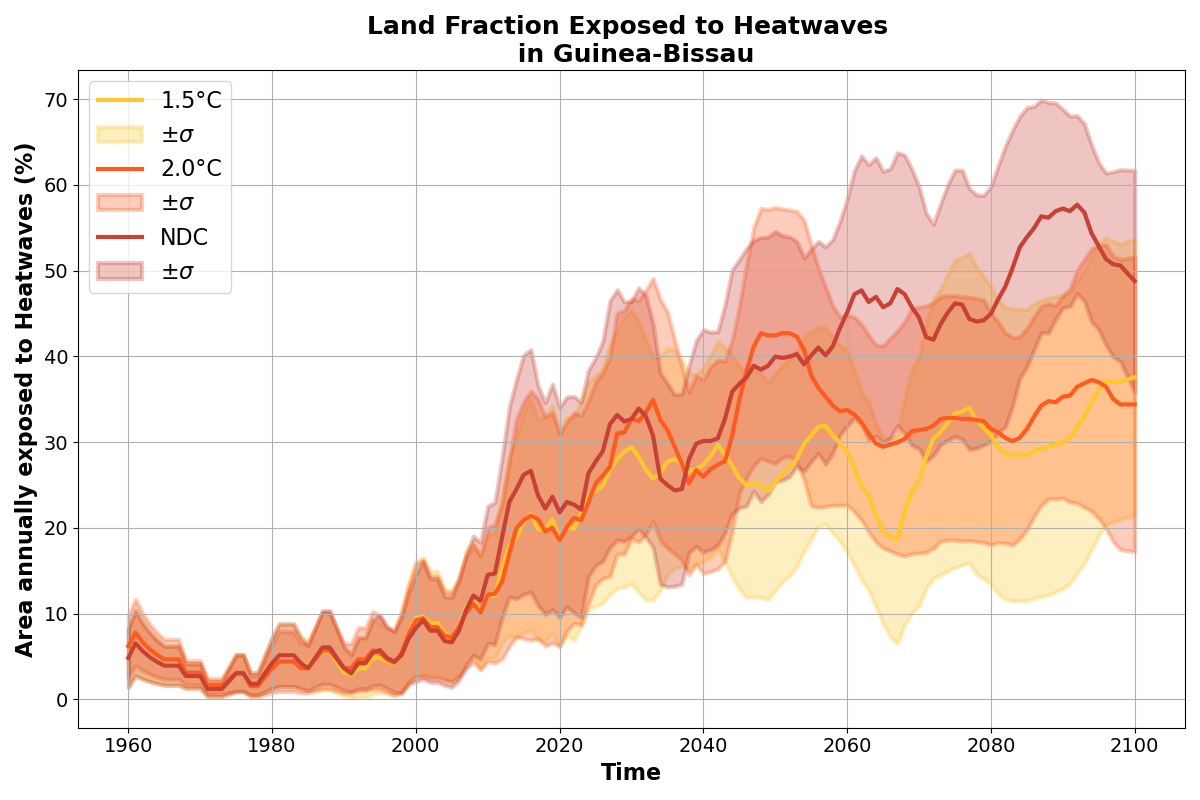 Land Fraction Exposed to Heatwaves
in Guinea-Bissau
Area annually exposed to Heatwaves (%)
70
60
50
40
30
20
10
0
1.5°C
±σ
2.0°C
±σ
NDC
±σ
1960 1980 2000 2020 2040 2060 2080 2100
Time